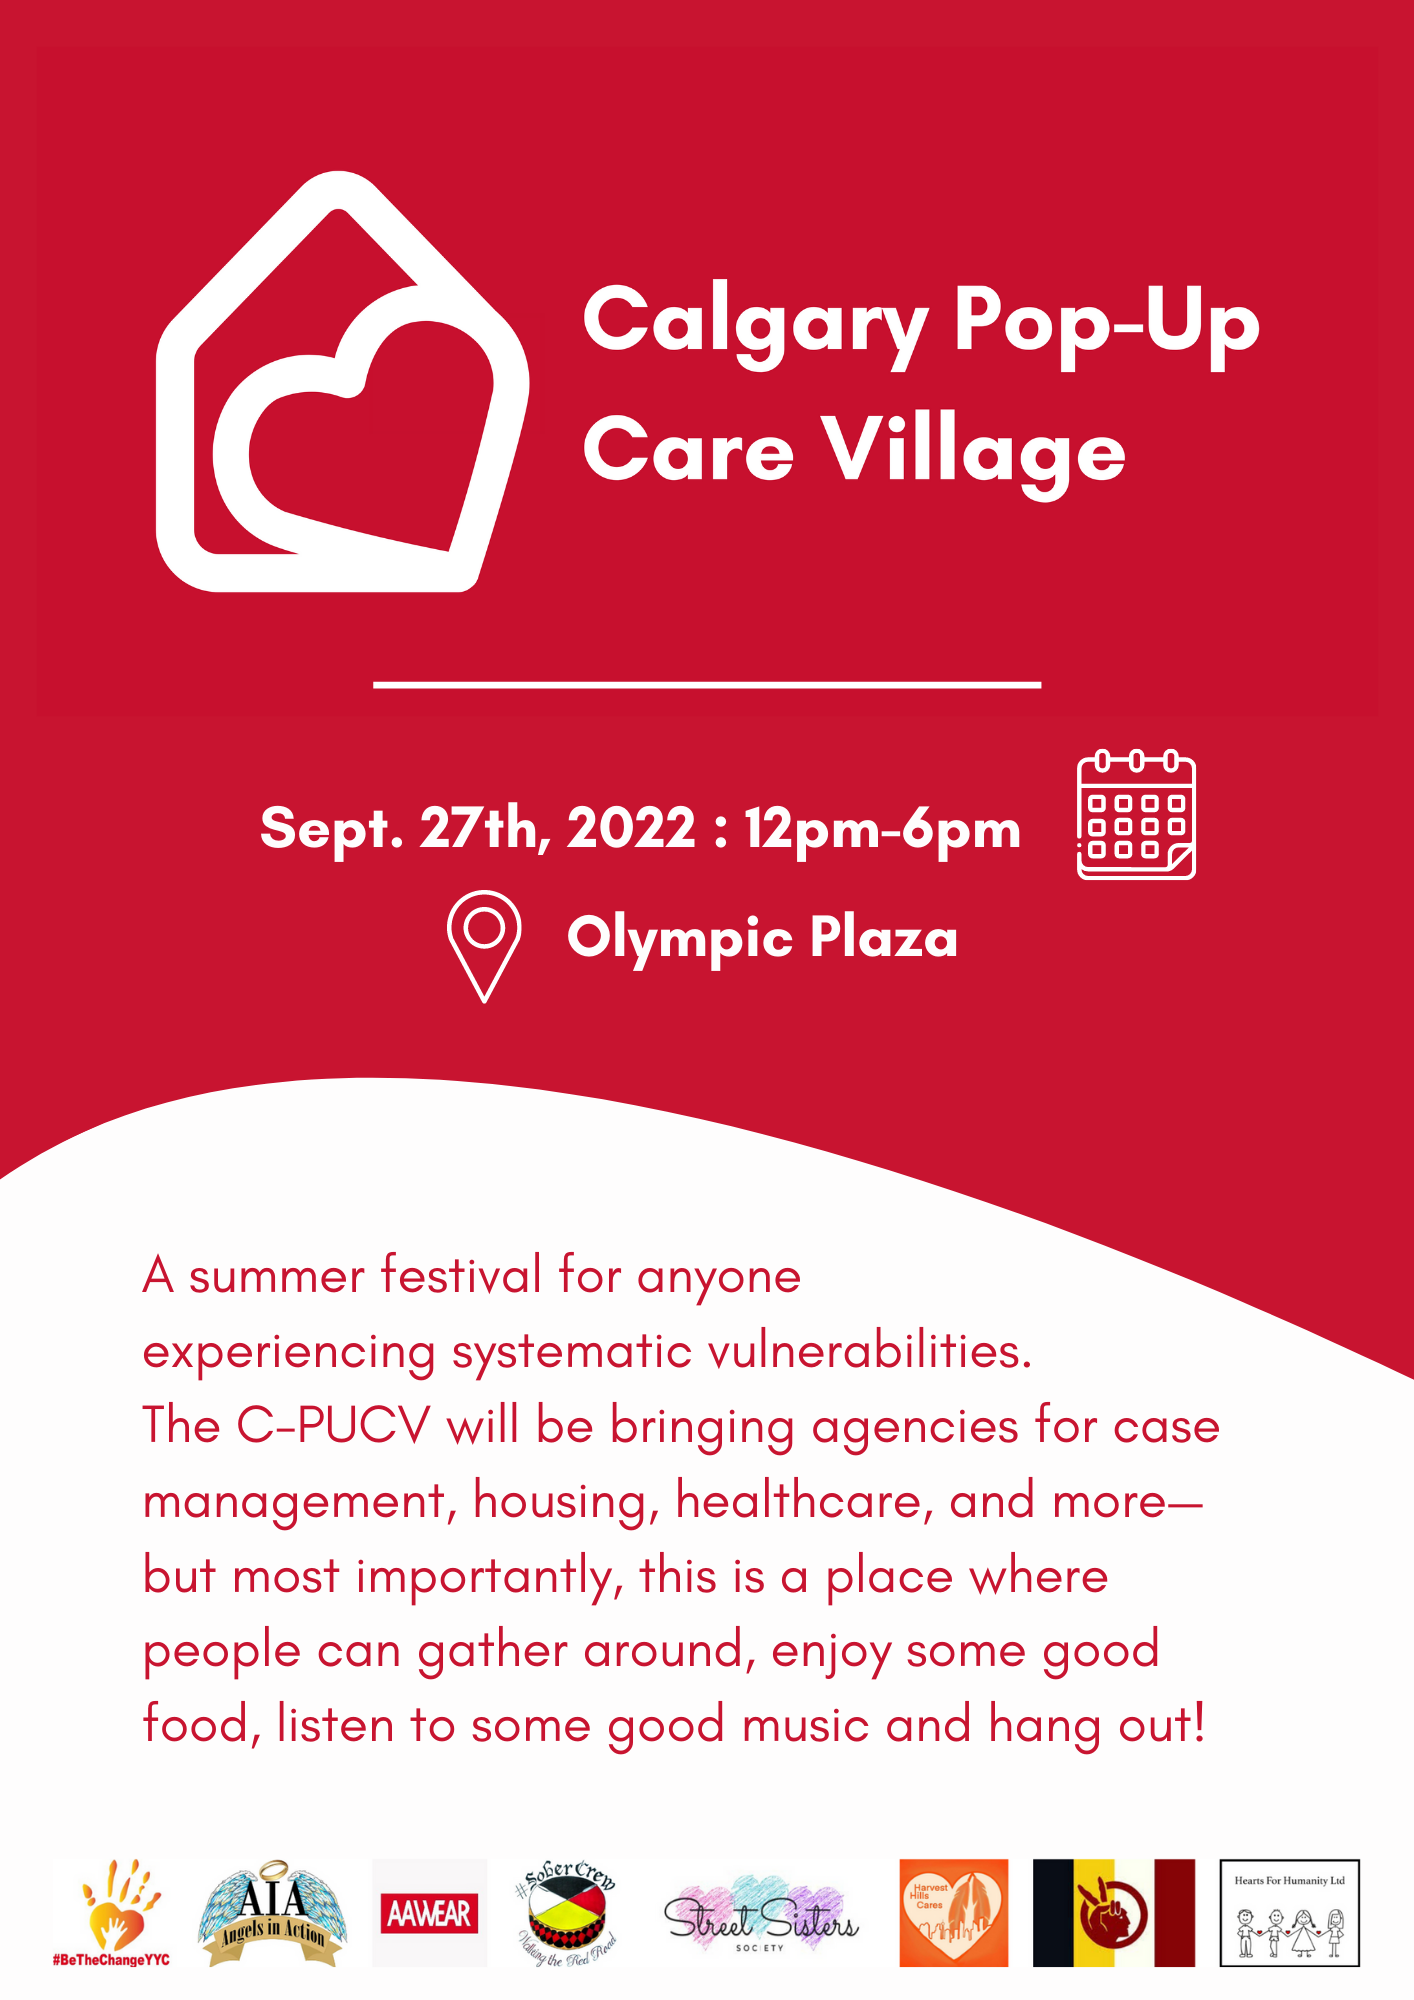 Calgary Pop-Up
Care Village
Sept. 27th, 2022 : 12pm-6pm
Olympic Plaza
A summer festival for anyone
experiencing systematic vulnerabilities.
The C-PUCV will be bringing agencies for case
management, housing, healthcare, and more—
but most importantly, this is a place where
people can gather around, enjoy some good
food, listen to some good music and hang out!
#BeTheChangeYYC
AIA
Angels in Action
AAWEAR
#SoberCrew
Walking the Red Road
Street Sisters
SOCIETY
Harvest
Hills
Cares
Hearts For Humanity Ltd